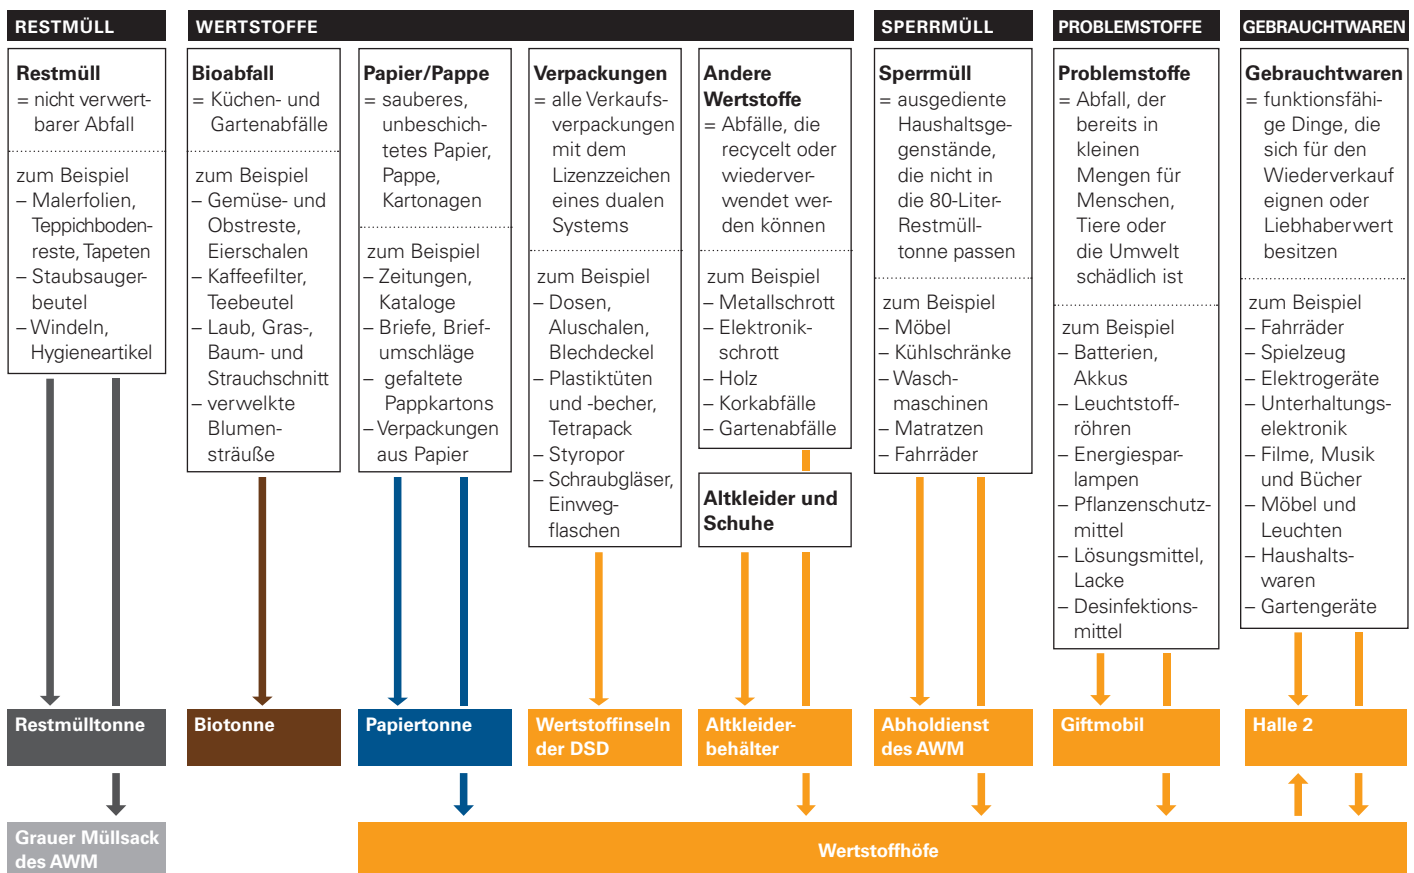 RESTMÜLL
WERTSTOFFE
SPERRMÜLL
PROBLEMSTOFFE
GEBRAUCHTWAREN
Restmüll
= nicht verwert-
barer Abfall
zum Beispiel
– Malerfolien,
Teppichboden-
reste, Tapeten
– Staubsauger-
beutel
– Windeln,
Hygieneartikel
Bioabfall
= Küchen- und
Gartenabfälle
zum Beispiel
– Gemüse- und
Obstreste,
Eierschalen
– Kaffeefilter,
Teebeutel
– Laub, Gras-,
Baum- und
Strauchschnitt
– verwelkte
Blumen-
sträuße
Papier/Pappe
= sauberes,
unbeschich-
tetes Papier,
Pappe,
Kartonagen
zum Beispiel
– Zeitungen,
Kataloge
– Briefe, Brief-
umschläge
– gefaltete
Pappkartons
– Verpackungen
aus Papier
Verpackungen
= alle Verkaufs-
verpackungen
mit dem
Lizenzzeichen
eines dualen
Systems
zum Beispiel
– Dosen,
Aluschalen,
Blechdeckel
– Plastiktüten
und -becher,
Tetrapack
– Styropor
– Schraubgläser,
Einweg-
flaschen
Andere
Wertstoffe
= Abfälle, die
recycelt oder
wiederver-
wendet wer-
den können
zum Beispiel
– Metallschrott
– Elektronik-
schrott
– Holz
– Korkabfälle
– Gartenabfälle
Altkleider und
Schuhe
Sperrmüll
= ausgediente
Haushaltsge-
genstände,
die nicht in
die 80-Liter-
Restmüll-
tonne passen
zum Beispiel
– Möbel
– Kühlschränke
– Wasch-
maschinen
– Matratzen
– Fahrräder
Problemstoffe
= Abfall, der
bereits in
kleinen
Mengen für
Menschen,
Tiere oder
die Umwelt
schädlich ist
zum Beispiel
– Batterien,
Akkus
– Leuchtstoff-
röhren
– Energiespar-
lampen
– Pflanzenschutz-
mittel
– Lösungsmittel,
Lacke
– Desinfektions-
mittel
Gebrauchtwaren
= funktionsfähi-
ge Dinge, die
sich für den
Wiederverkauf
eignen oder
Liebhaberwert
besitzen
zum Beispiel
– Fahrräder
– Spielzeug
– Elektrogeräte
– Unterhaltungs-
elektronik
– Filme, Musik
und Bücher
– Möbel und
Leuchten
– Haushalts-
waren
– Gartengeräte
Restmülltonne
Biotonne
Papiertonne
Wertstoffinseln
der DSD
Altkleider-
behälter
Abholdienst
des AWM
Giftmobil
Halle 2
Grauer Müllsack
des AWM
Wertstoffhöfe